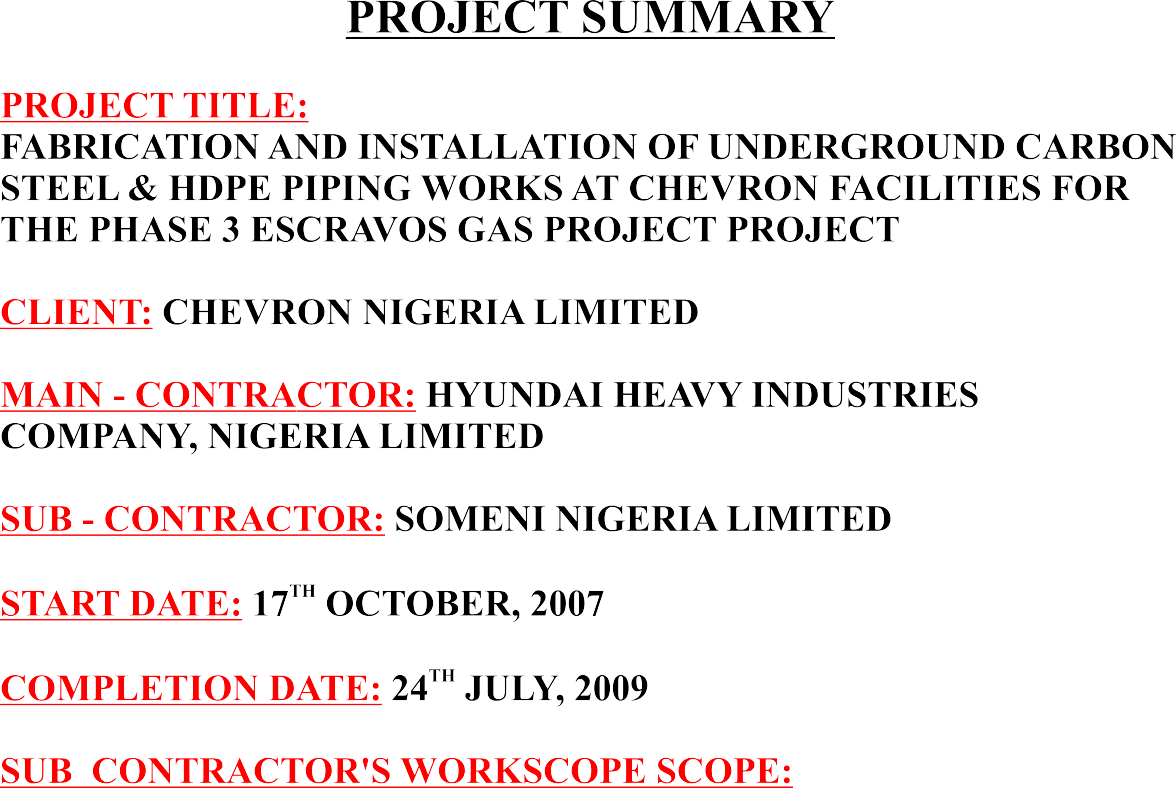 PROJECT SUMMARY
PROJECT TITLE:
FABRICATION AND INSTALLATION OF UNDERGROUND CARBON
STEEL & HDPE PIPING WORKS AT CHEVRON FACILITIES FOR
THE PHASE 3 ESCRAVOS GAS PROJECT PROJECT
CLIENT: CHEVRON NIGERIA LIMITED
MAIN - CONTRACTOR: HYUNDAI HEAVY INDUSTRIES
COMPANY, NIGERIA LIMITED
SUB - CONTRACTOR: SOMENI NIGERIA LIMITED
START DATE: 17TH OCTOBER, 2007
COMPLETION DATE: 24TH JULY, 2009
SUB  CONTRACTOR'S WORKSCOPE SCOPE: